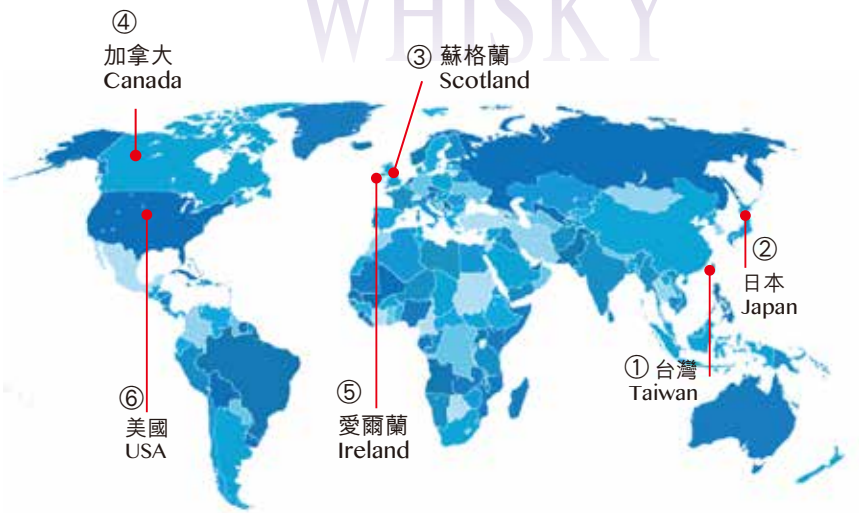 WHISKY
④
加拿大
Canada
③ 蘇格蘭
Scotland
②
日本
Japan
① 台灣
Taiwan
⑤
愛爾蘭
Ireland
⑥
美國
USA